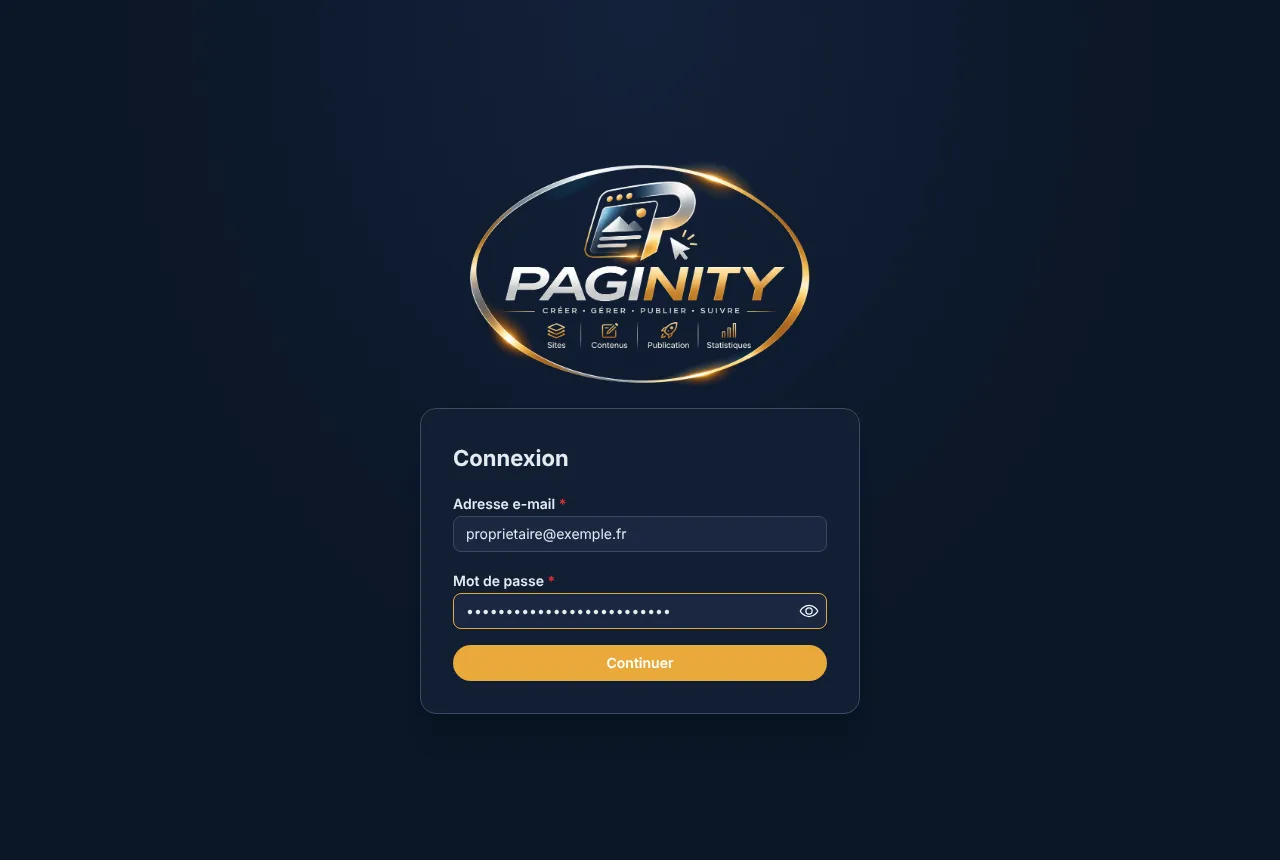 PAGINITY
CRÉER • GÉRER • PUBLIER • SUIVRE
Sites Contenus Publication Statistiques
Connexion
Adresse e-mail *
proprietaire@exemple.fr
Mot de passe *
••••••••••••••••••••••••••
Continuer